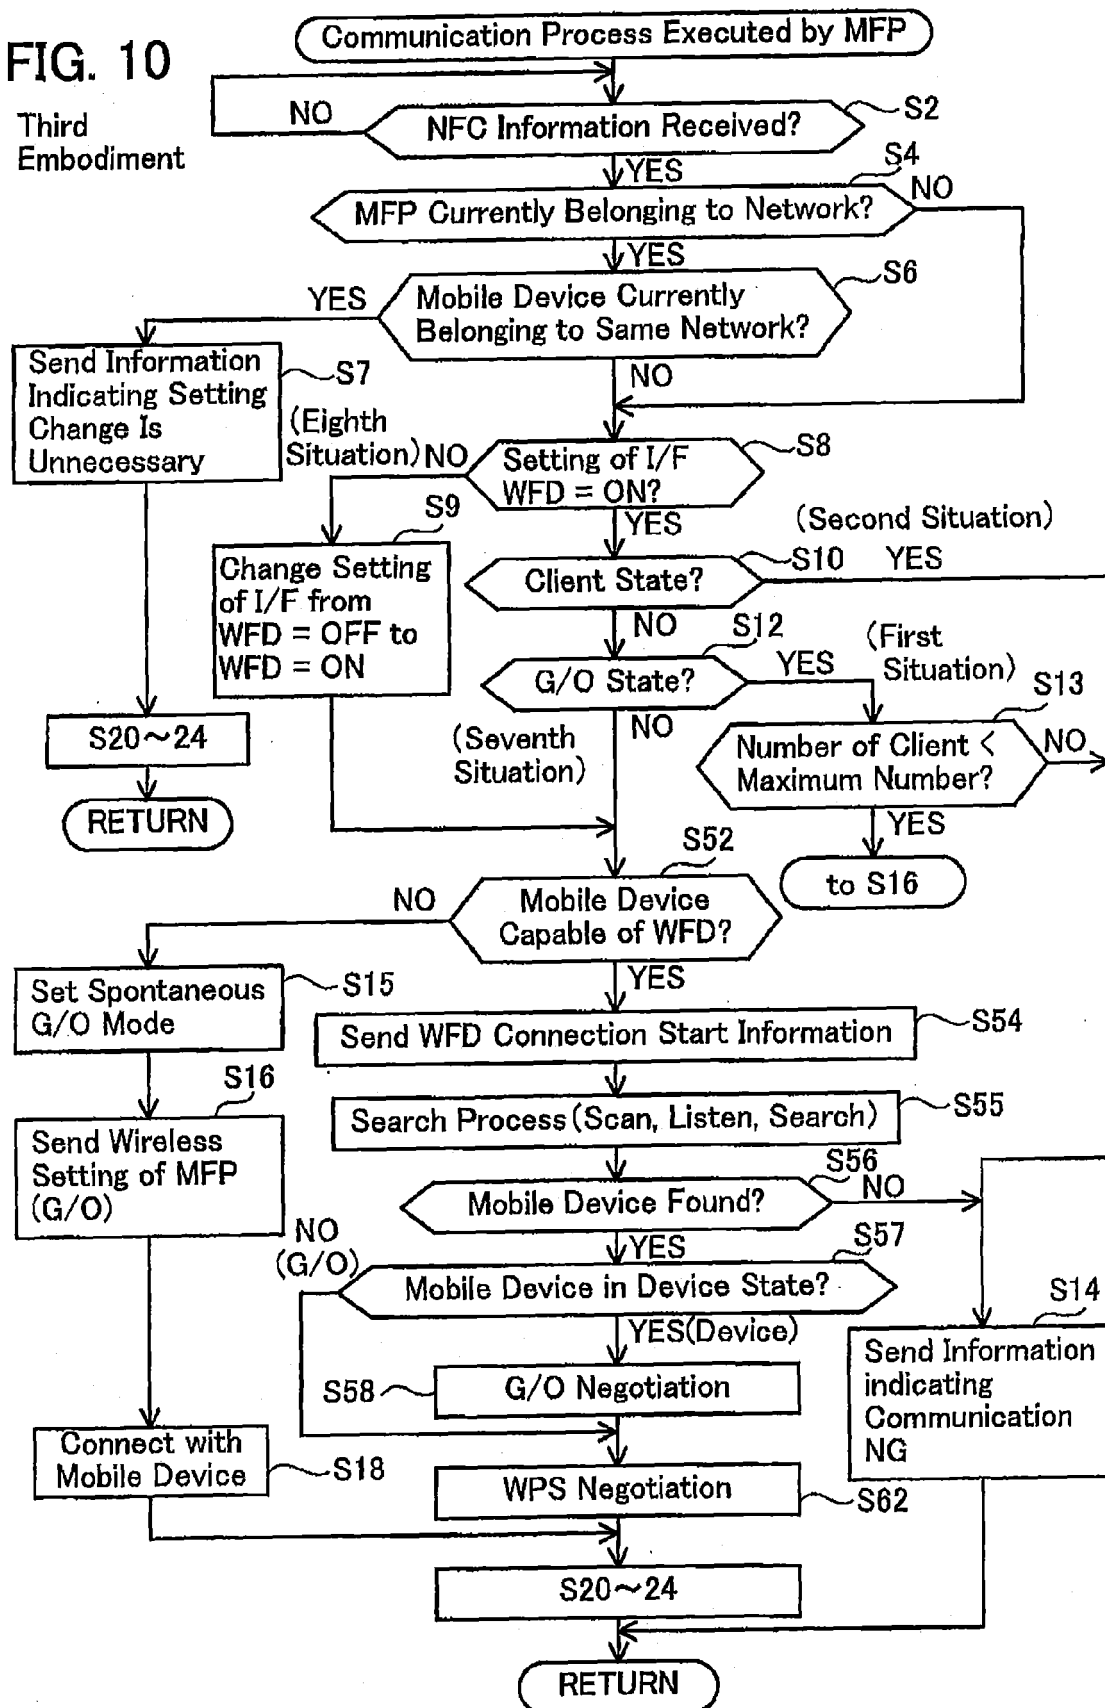 FIG. 10
Third
Embodiment
Communication Process Executed by MFP
NO
NFC Information Received?
S2
YES
S4
MFP Currently Belonging to Network?
NO
YES
S6
YES
Mobile Device Currently
Belonging to Same Network?
NO
Send Information
Indicating Setting
Change Is
Unnecessary
S7
(Eighth
Situation)
NO
Setting of I/F
WFD = ON?
S8
YES
S9
Change Setting
of I/F from
WFD = OFF to
WFD = ON
(Second Situation)
S10
Client State?
YES
NO
S12
G/O State?
YES
(First
Situation)
NO
S13
Number of Client <
Maximum Number?
NO
YES
to S16
S20~24
RETURN
(Seventh
Situation)
S52
NO
Mobile Device
Capable of WFD?
YES
Set Spontaneous
G/O Mode
S15
Send WFD Connection Start Information
S54
S16
Send Wireless
Setting of MFP
(G/O)
Search Process (Scan, Listen, Search)
S55
S56
Mobile Device Found?
NO
YES
S57
NO
(G/O)
Mobile Device in Device State?
YES(Device)
S14
Send Information
indicating
Communication
NG
S58
G/O Negotiation
Connect with
Mobile Device
S18
WPS Negotiation
S62
S20~24
RETURN